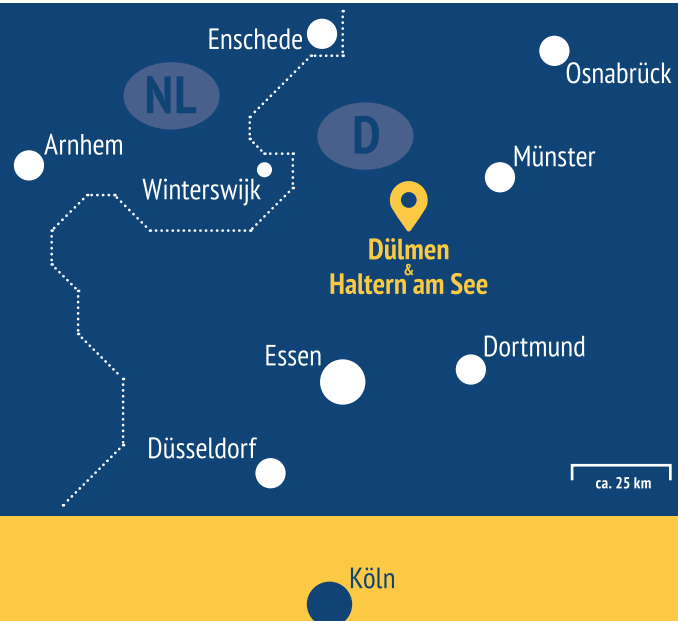 Enschede
Osnabrück
NL
D
Arnhem
Münster
Winterswijk
Dülmen
&
Haltern am See
Dortmund
Essen
Düsseldorf
ca. 25 km
Köln